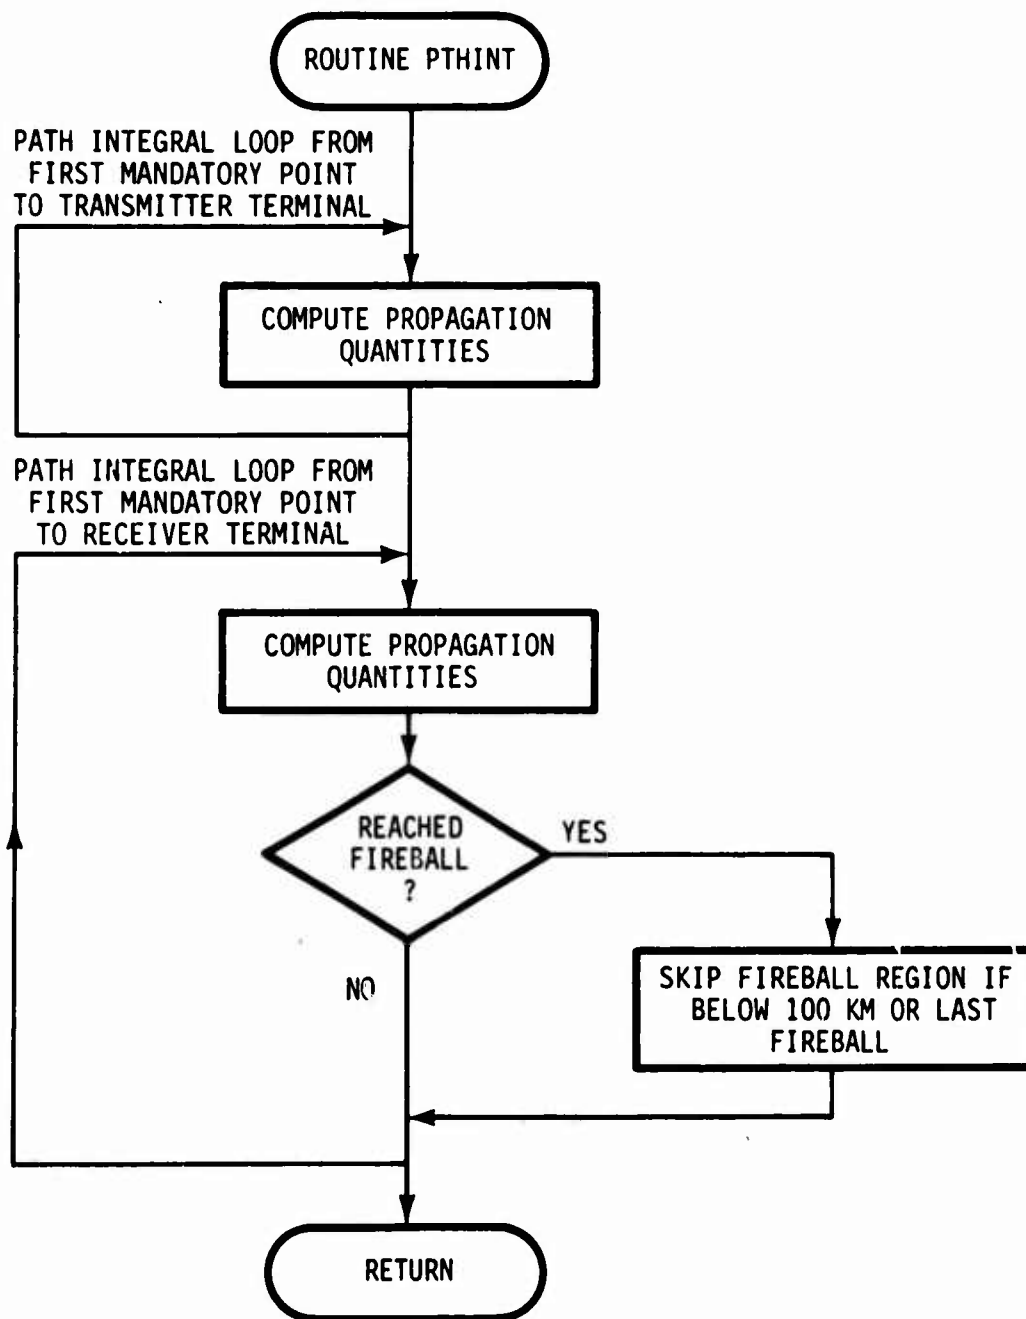 ROUTINE PTHINT
PATH INTEGRAL LOOP FROM
FIRST MANDATORY POINT
TO TRANSMITTER TERMINAL
COMPUTE PROPAGATION
QUANTITIES
PATH INTEGRAL LOOP FROM
FIRST MANDATORY POINT
TO RECEIVER TERMINAL
COMPUTE PROPAGATION
QUANTITIES
REACHED
FIREBALL
?
YES
NO
SKIP FIREBALL REGION IF
BELOW 100 KM OR LAST
FIREBALL
RETURN